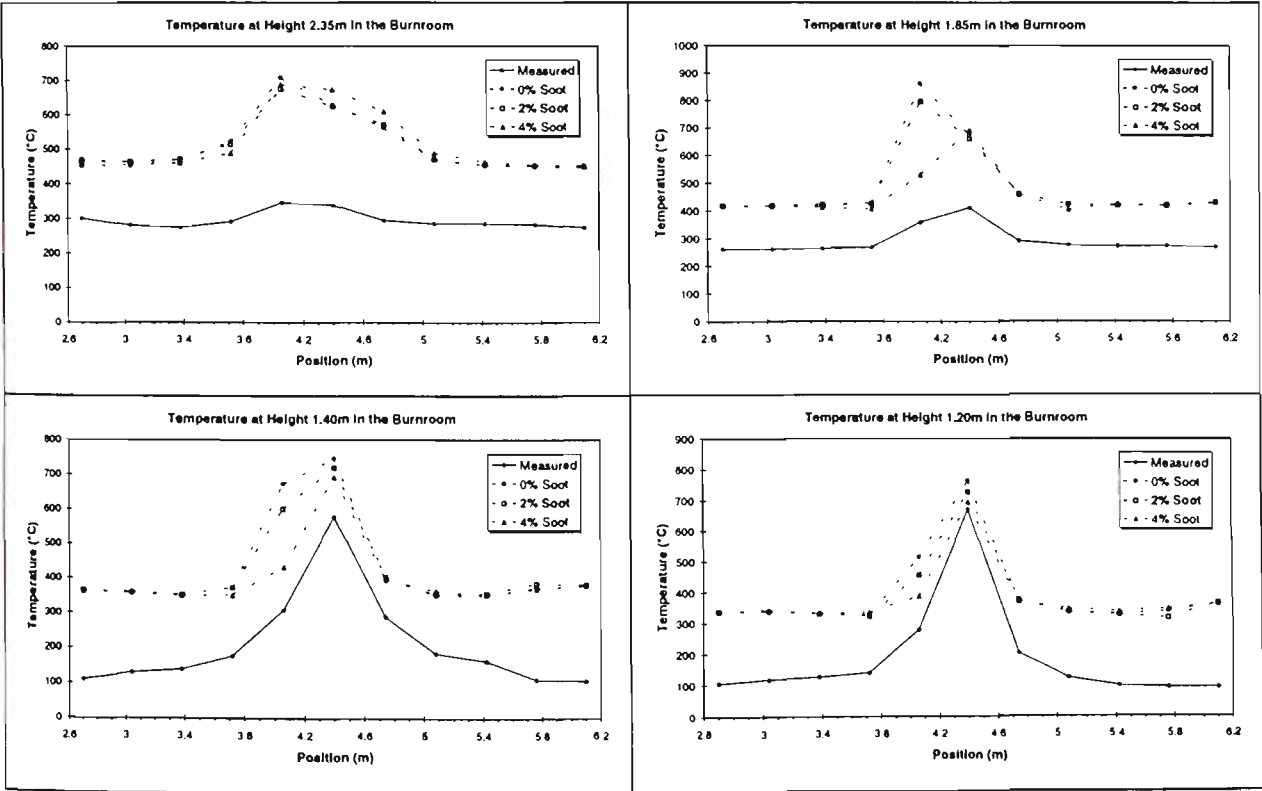 Temperature at Height 2.35m In the Burnroom
800
700
600
500
400
300
200
100
0
Temperature (°C)
Measured
0% Soot
2% Soot
4% Soot
2.6 3 3.4 3.8 4.2 4.6 5 5.4 5.8 6.2
Position (m)
Temperature at Height 1.85m In the Burnroom
1000
900
800
700
600
500
400
300
200
100
0
Temperature (°C)
Measured
0% Soot
2% Soot
4% Soot
2.6 3 3.4 3.8 4.2 4.6 5 5.4 5.8 6.2
Position (m)
Temperature at Height 1.40m In the Burnroom
800
700
600
500
400
300
200
100
0
Temperature (°C)
Measured
0% Soot
2% Soot
4% Soot
2.6 3 3.4 3.8 4.2 4.6 5 5.4 5.8 6.2
Position (m)
Temperature at Height 1.20m In the Burnroom
900
800
700
600
500
400
300
200
100
0
Temperature (°C)
Measured
0% Soot
2% Soot
4% Soot
2.6 3 3.4 3.8 4.2 4.6 5 5.4 5.8 6.2
Position (m)